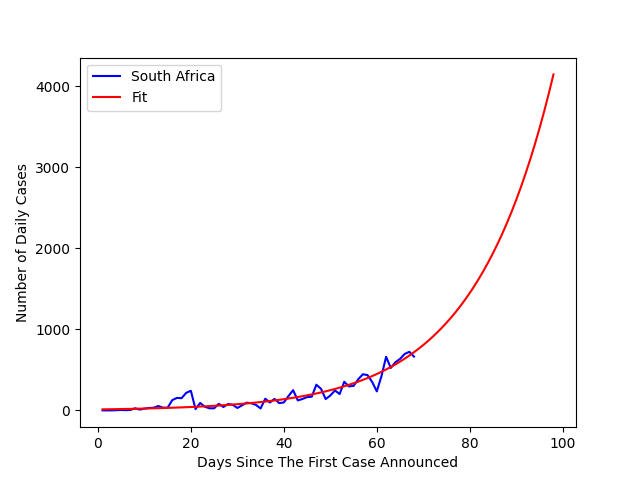 South Africa
Fit
Number of Daily Cases
4000
3000
2000
1000
0
0 20 40 60 80 100
Days Since The First Case Announced